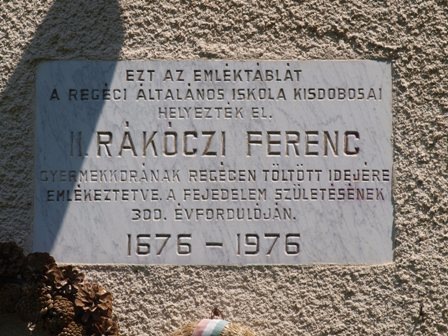 EZT AZ EMLÉKTÁBLÁT
A REGÉCI ÁLTALÁNOS ISKOLA KISDOBOSAI
HELYEZTÉK EL.
II. RÁKÓCZI FERENC
GYERMEKKORÁNAK REGÉCEN TÖLTÖTT IDEJÉRE
EMLÉKEZTETVE. A FEJEDELEM SZÜLETÉSÉNEK
300. ÉVFORDULÓJÁN.
1676 – 1976